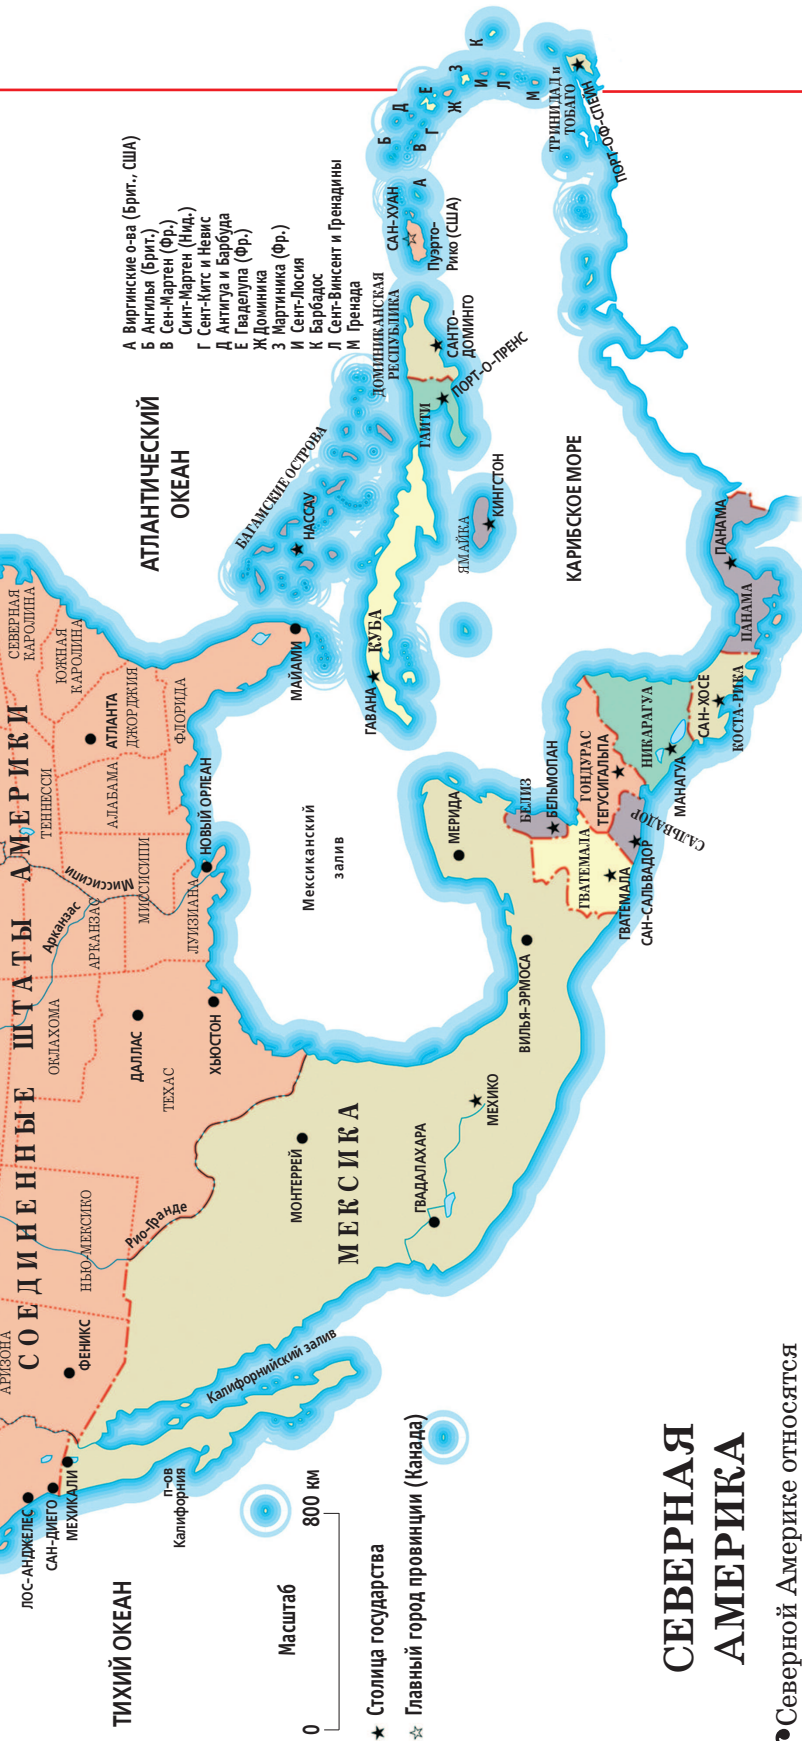 СОЕДИНЕННЫЕ ШТАТЫ АМЕРИКИ
АРИЗОНА
НЬЮ-МЕКСИКО
ОКЛАХОМА
ТЕХАС
АРКАНЗАС
ЛУИЗИАНА
МИССИСИПИ
АЛАБАМА
ТЕННЕССИ
ДЖОРДЖИЯ
ФЛОРИДА
СЕВЕРНАЯ
КАРОЛИНА
ЮЖНАЯ
КАРОЛИНА
Арканзас
Миссисипи
Рио-Гранде
ЛОС-АНДЖЕЛЕС
САН-ДИЕГО
МЕХИКАЛИ
ФЕНИКС
ДАЛЛАС
ХЬЮСТОН
НОВЫЙ ОРЛЕАН
АТЛАНТА
МАЙАМИ
АТЛАНТИЧЕСКИЙ
ОКЕАН
А Виргинские о-ва (Брит., США)
Б Ангилья (Брит.)
В Сен-Мартен (Фр.)
Синт-Мартен (Нид.)
Г Сент-Китс и Невис
Д Антигуа и Барбуда
Е Гваделупа (Фр.)
Ж Доминика
З Мартиника (Фр.)
И Сент-Люсия
К Барбадос
Л Сент-Винсент и Гренадины
М Гренада
ТИХИЙ ОКЕАН
п-ов
Калифорния
Калифорнийский залив
МЕКСИКА
МОНТЕРРЕЙ
ГВАДАЛАХАРА
МЕХИКО
ВИЛЬЯ-ЭРМОСА
МЕРИДА
Мексиканский
залив
БАГАМСКИЕ ОСТРОВА
НАССАУ
ГАВАНА
КУБА
ГАИТИ
ПОРТ-О-ПРЕНС
ДОМИНИКАНСКАЯ
РЕСПУБЛИКА
САНТО-
ДОМИНГО
САН-ХУАН
Пуэрто-
Рико (США)
А
Б
В
Г
Д
Е
Ж
З
И
К
Л
М
ТРИНИДАД и
ТОБАГО
ПОРТ-ОФ-СПЕЙН
ЯМАЙКА
КИНГСТОН
КАРИБСКОЕ МОРЕ
БЕЛИЗ
БЕЛЬМОПАН
ГВАТЕМАЛА
ГВАТЕМАЛА
ГОНДУРАС
ТЕГУСИГАЛЬПА
САЛЬВАДОР
САН-САЛЬВАДОР
НИКАРАГУА
МАНАГУА
САН-ХОСЕ
КОСТА-РИКА
ПАНАМА
ПАНАМА
Масштаб
0 800 км
Столица государства
Главный город провинции (Канада)
СЕВЕРНАЯ
АМЕРИКА
Северной Америке относятся